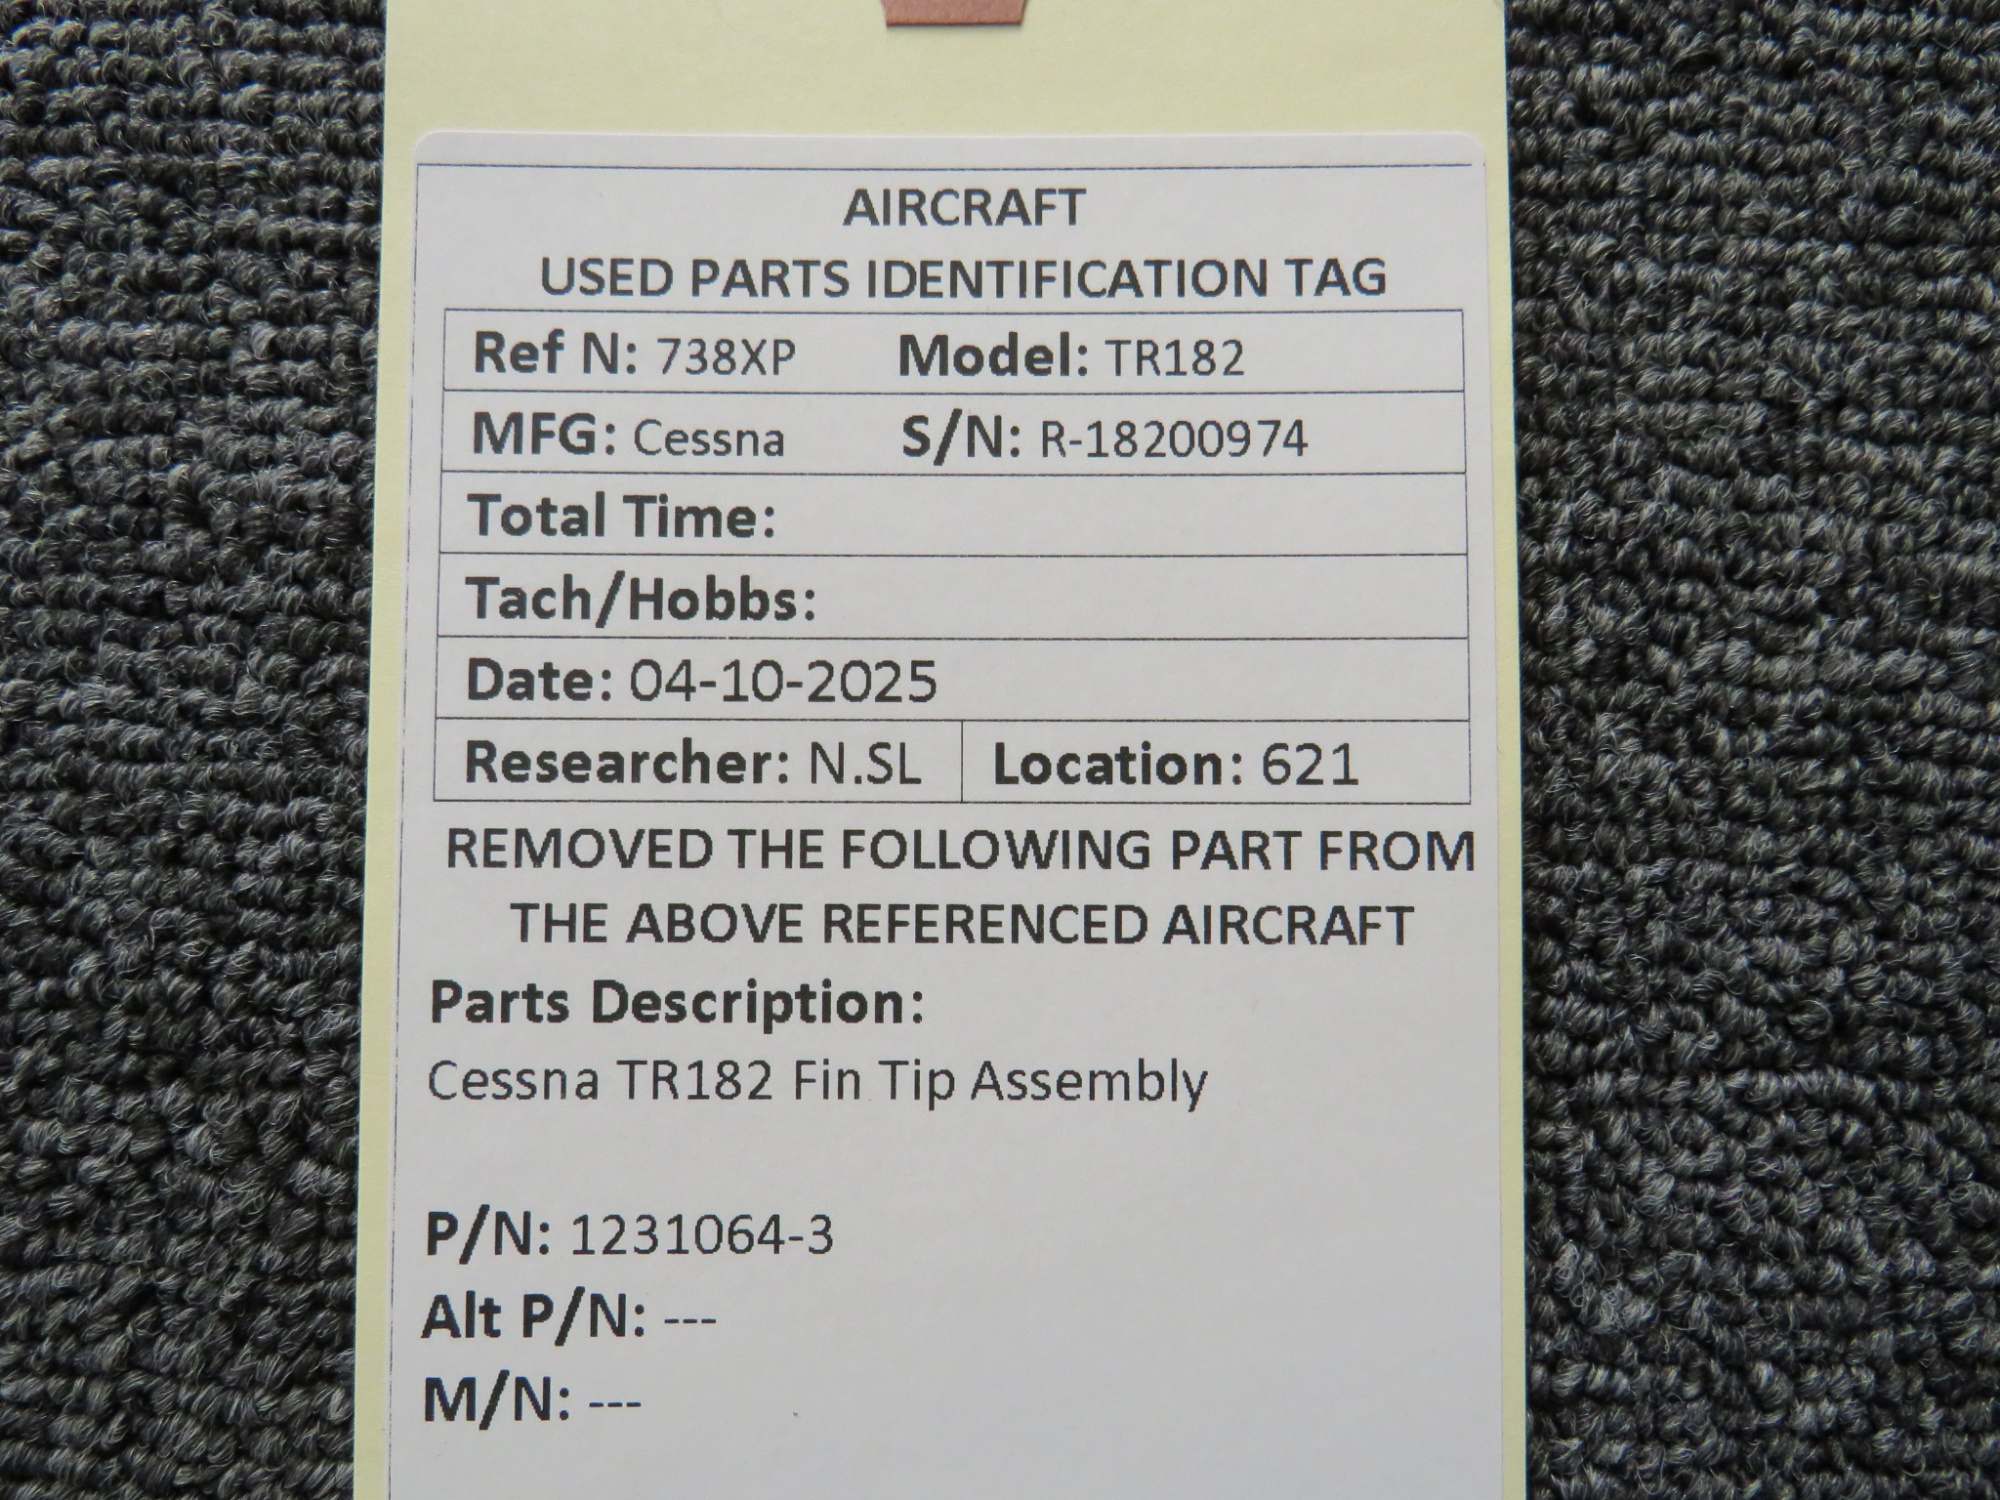 AIRCRAFT
USED PARTS IDENTIFICATION TAG
Ref N: 738XP Model: TR182
MFG: Cessna S/N: R-18200974
Total Time:
Tach/Hobbs:
Date: 04-10-2025
Researcher: N.SL Location: 621
REMOVED THE FOLLOWING PART FROM
THE ABOVE REFERENCED AIRCRAFT
Parts Description:
Cessna TR182 Fin Tip Assembly
P/N: 1231064-3
Alt P/N: ---
M/N: ---